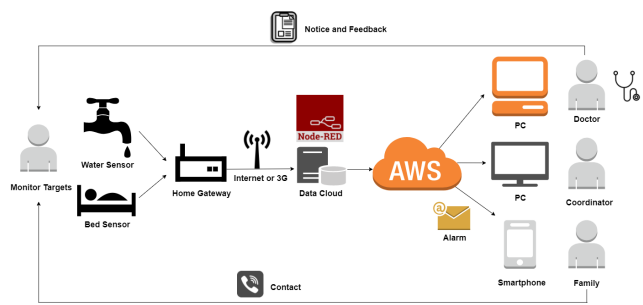 Notice and Feedback
PC
Doctor
Water Sensor
Node-RED
Monitor Targets
Home Gateway
Internet or 3G
Data Cloud
AWS
PC
Coordinator
Bed Sensor
@
Alarm
Smartphone
Family
Contact